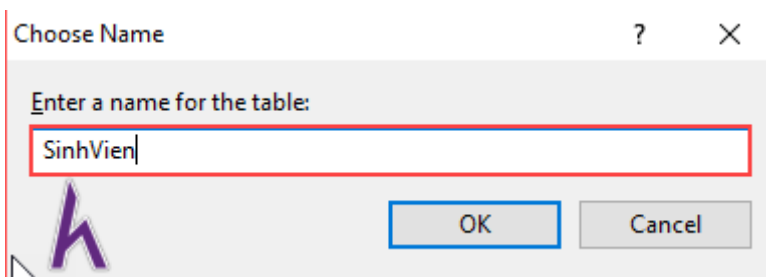 Choose Name ? ×
Enter a name for the table:
SinhVien
OK Cancel